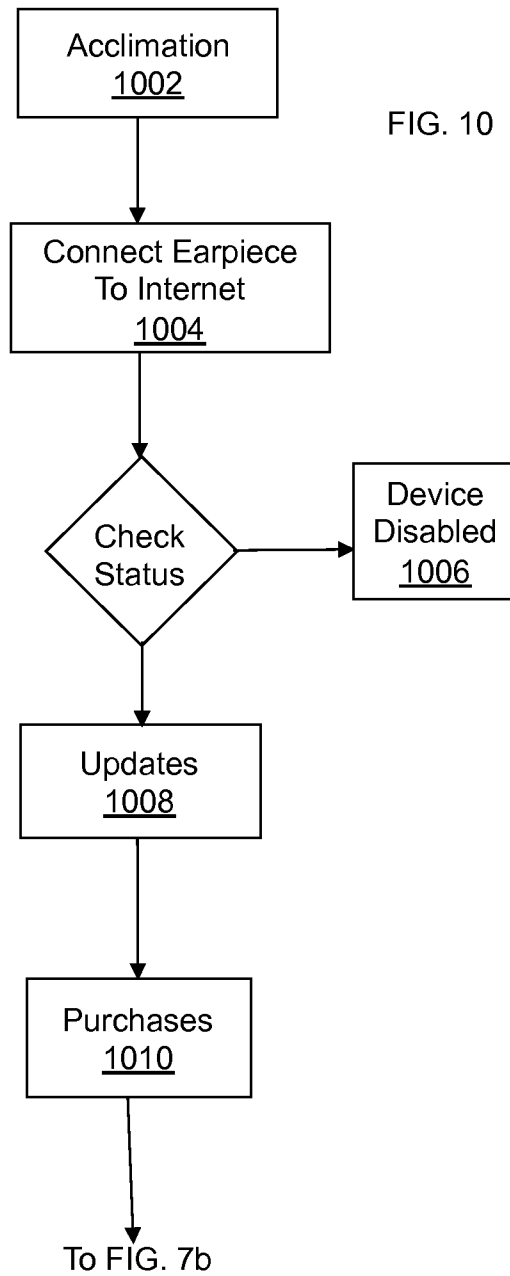 Acclimation
1002
FIG. 10
Connect Earpiece
To Internet
1004
Check
Status
Device
Disabled
1006
Updates
1008
Purchases
1010
To FIG. 7b